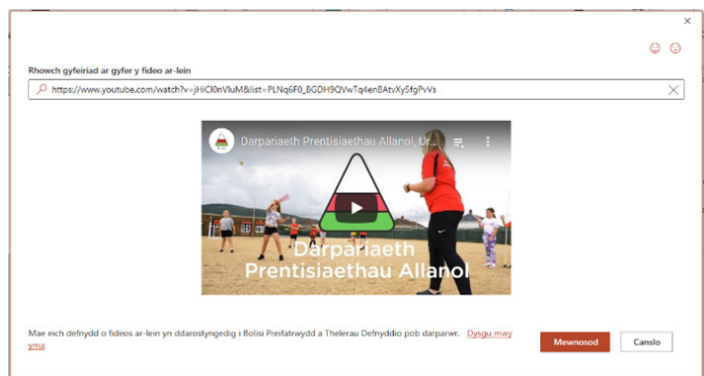 Rhowch gyfeiriad ar gyfer y fideo ar-lein
https://www.youtube.com/watch?v=jHiCl0nVluM&list=PLNq6F0_BGDH9QVwTq4enBAtvXySfgPvVs
Darpariaeth Prentisiaethau Allanol, Ur...
Darpariaeth
Prentisiaethau Allanol
Mae eich defnydd o fideos ar-lein yn ddarostyngedig i Bolisi Preifatrwydd a Thelerau Defnyddio pob darparwr. Dysgu mwy
yma
Mewnosod
Canslo